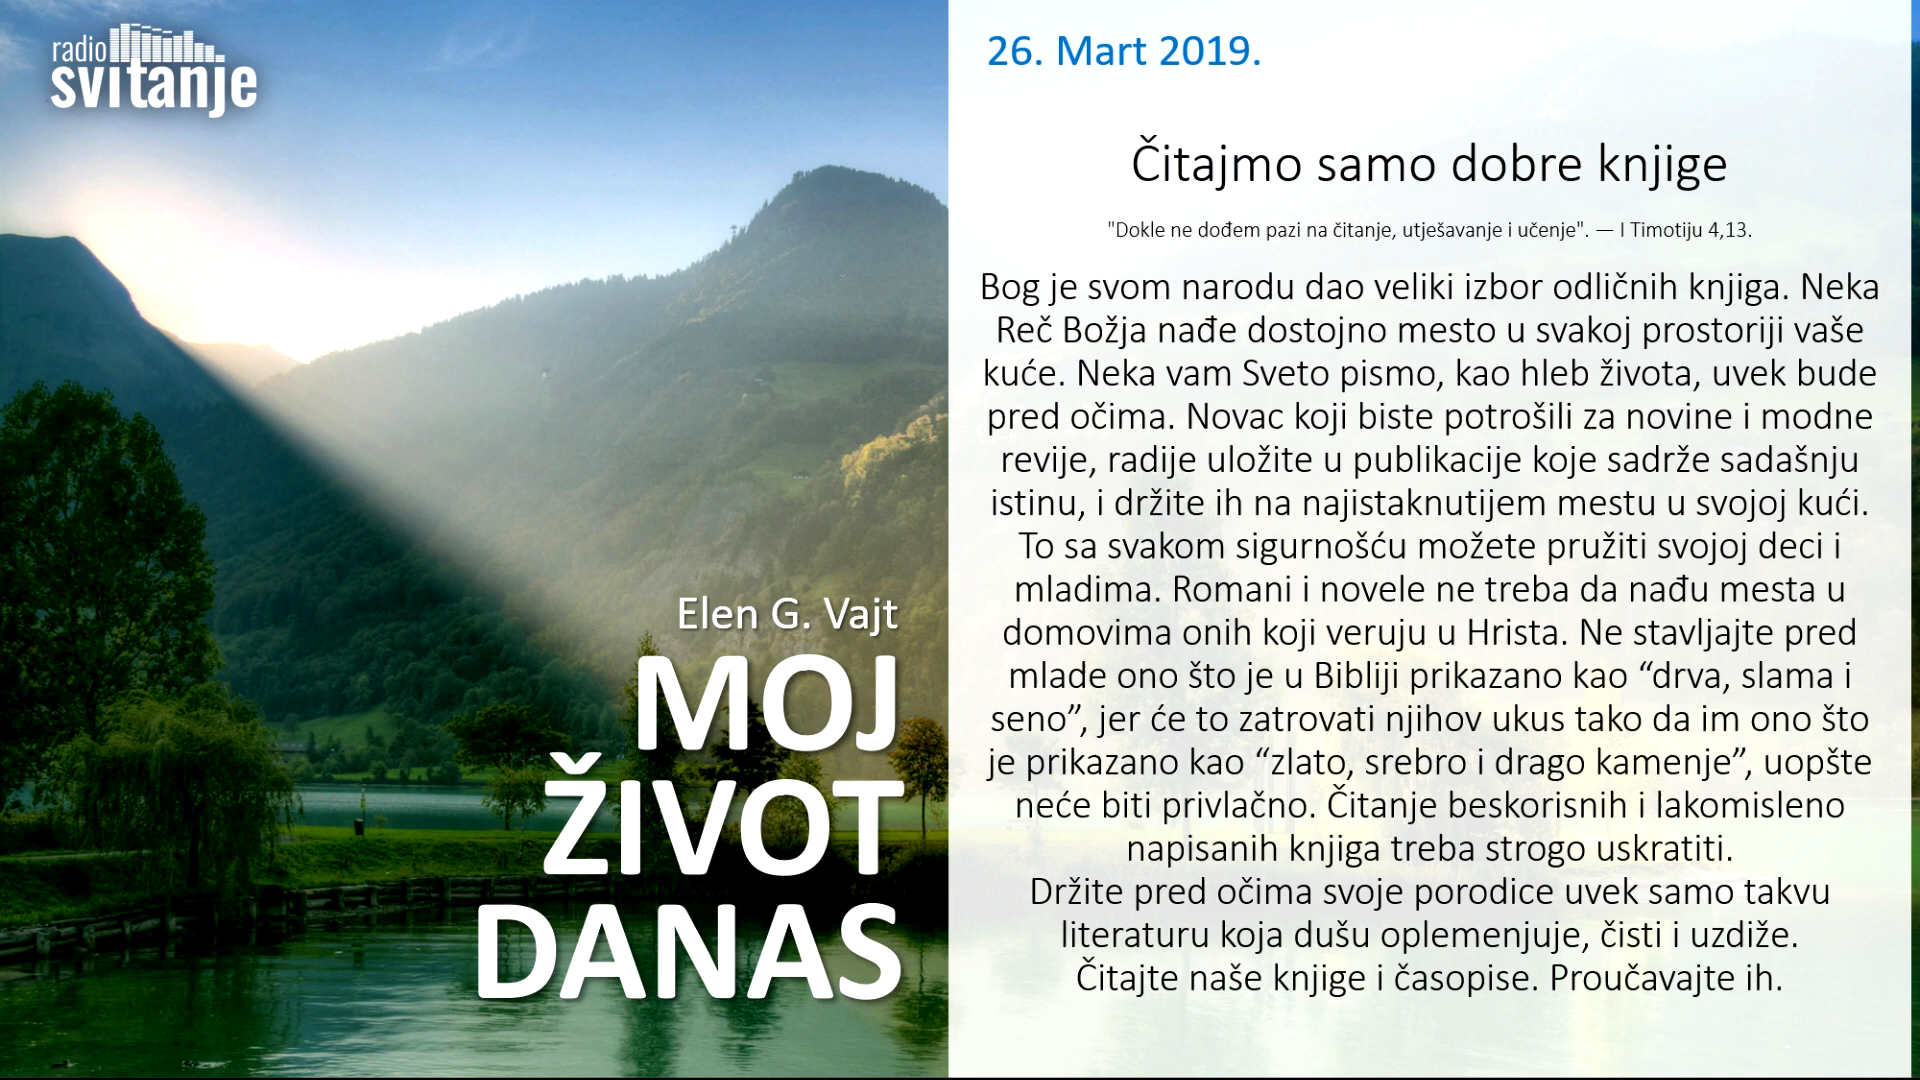 radio
svitanje
Elen G. Vajt
MOJ
ŽIVOT
DANAS
26. Mart 2019.
Čitajmo samo dobre knjige
"Dokle ne dođem pazi na čitanje, utješavanje i učenje". — I Timotiju 4,13.
Bog je svom narodu dao veliki izbor odličnih knjiga. Neka
Reč Božja nađe dostojno mesto u svakoj prostoriji vaše
kuće. Neka vam Sveto pismo, kao hleb života, uvek bude
pred očima. Novac koji biste potrošili za novine i modne
revije, radije uložite u publikacije koje sadrže sadašnju
istinu, i držite ih na najistaknutijem mestu u svojoj kući.
To sa svakom sigurnošću možete pružiti svojoj deci i
mladima. Romani i novele ne treba da nađu mesta u
domovima onih koji veruju u Hrista. Ne stavljajte pred
mlade ono što je u Bibliji prikazano kao “drva, slama i
seno”, jer će to zatrovati njihov ukus tako da im ono što
je prikazano kao “zlato, srebro i drago kamenje”, uopšte
neće biti privlačno. Čitanje beskorisnih i lakomisleno
napisanih knjiga treba strogo uskratiti.
Držite pred očima svoje porodice uvek samo takvu
literaturu koja dušu oplemenjuje, čisti i uzdiže.
Čitajte naše knjige i časopise. Proučavajte ih.